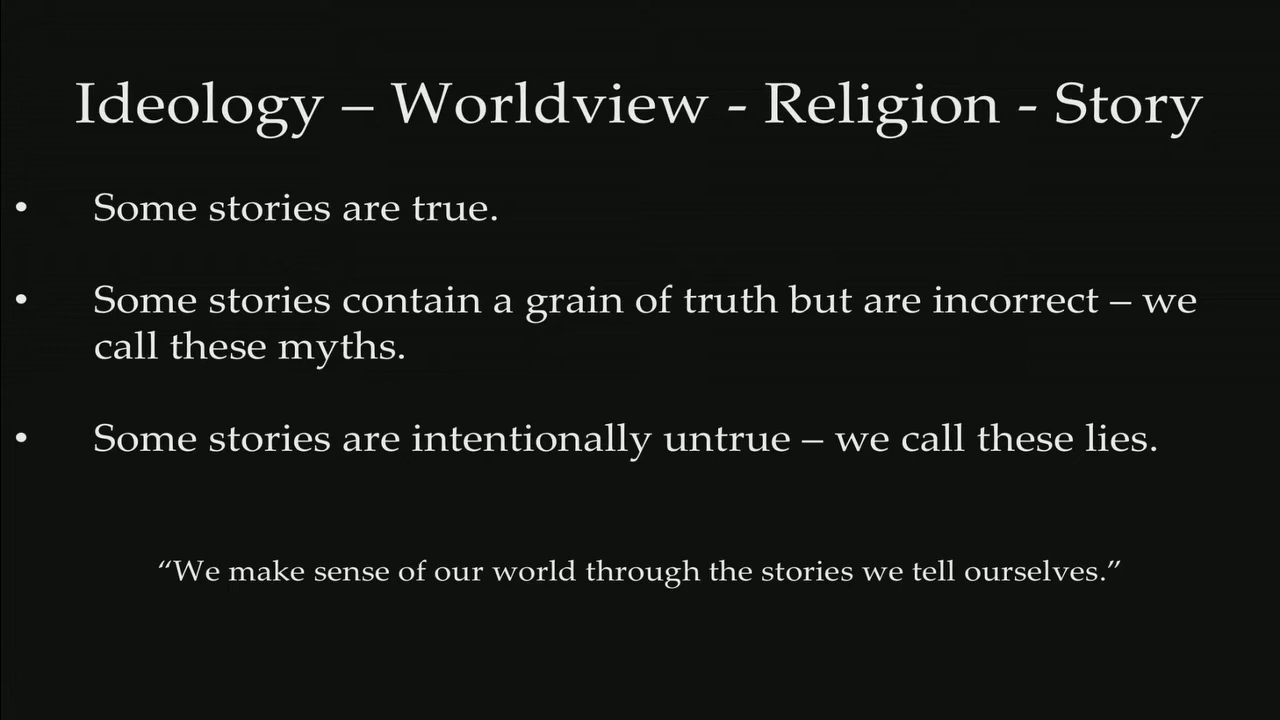 Ideology – Worldview - Religion - Story
• Some stories are true.
• Some stories contain a grain of truth but are incorrect – we
call these myths.
• Some stories are intentionally untrue – we call these lies.
“We make sense of our world through the stories we tell ourselves.”